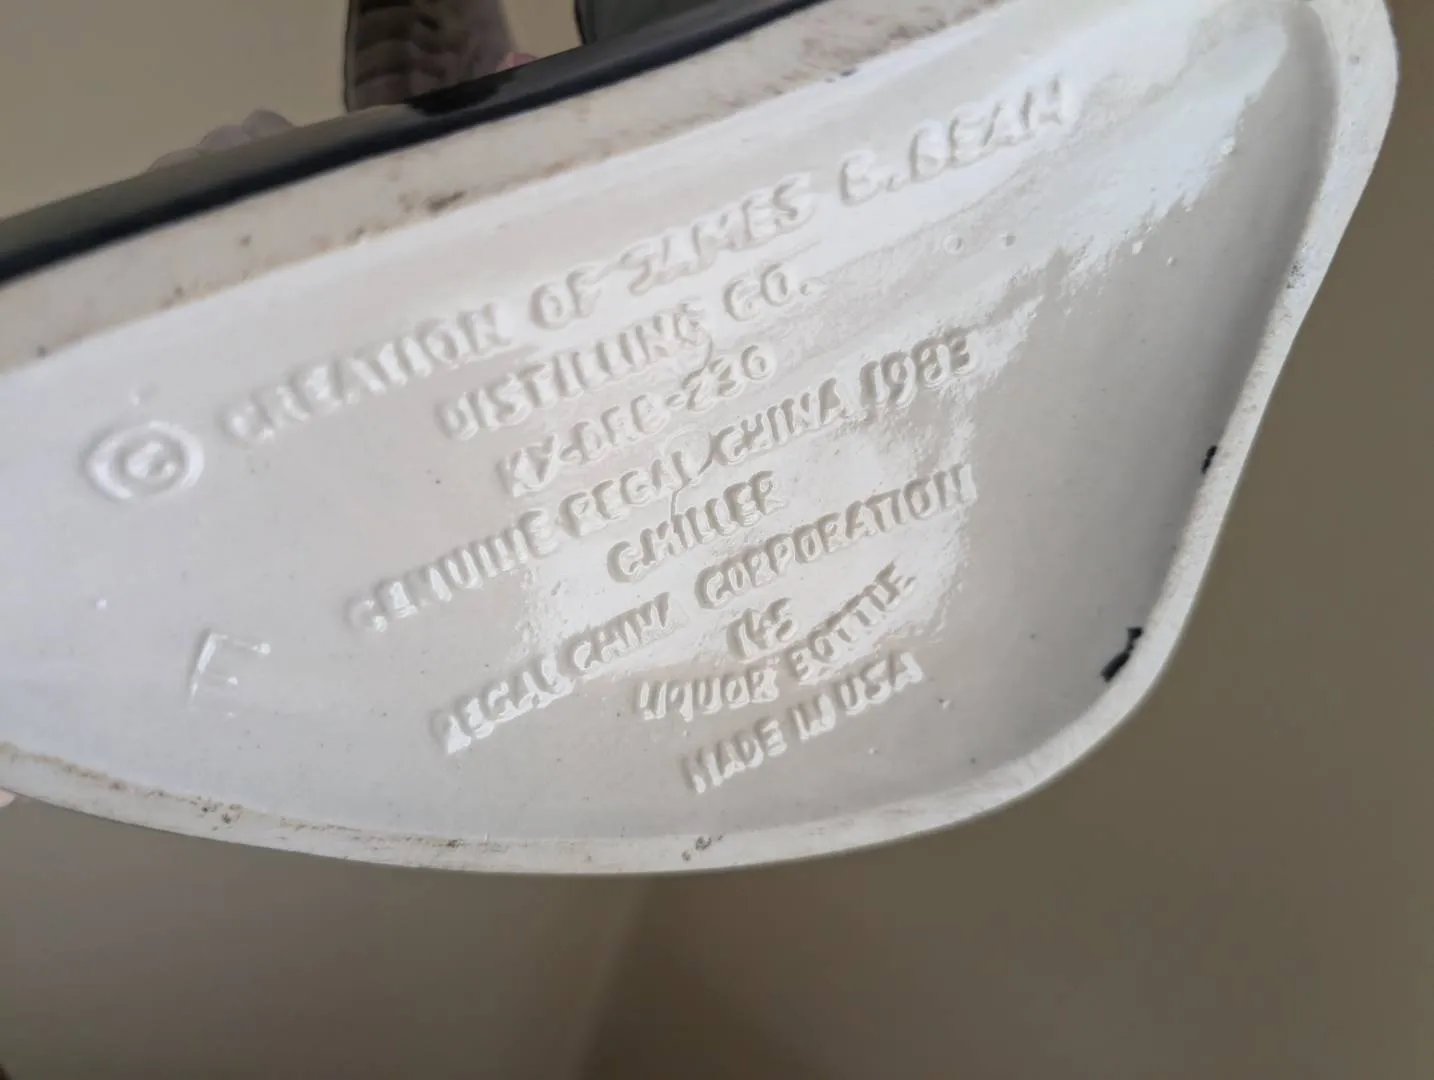 © CREATION OF JAMES B. BEAM
DISTILLING CO.
KY-DRB-230
GENUINE REGAL CHINA 1983
C. MILLER
REGAL CHINA CORPORATION
LIQUOR BOTTLE
MADE IN USA